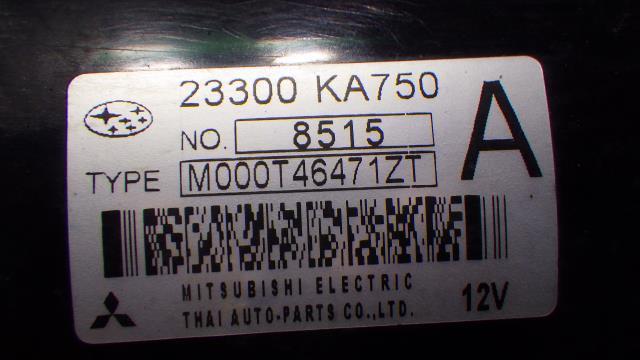 23300 KA750
NO. 8515
A
TYPE M000T46471ZT
MITSUBISHI ELECTRIC
THAI AUTO-PARTS CO.,LTD.
12V